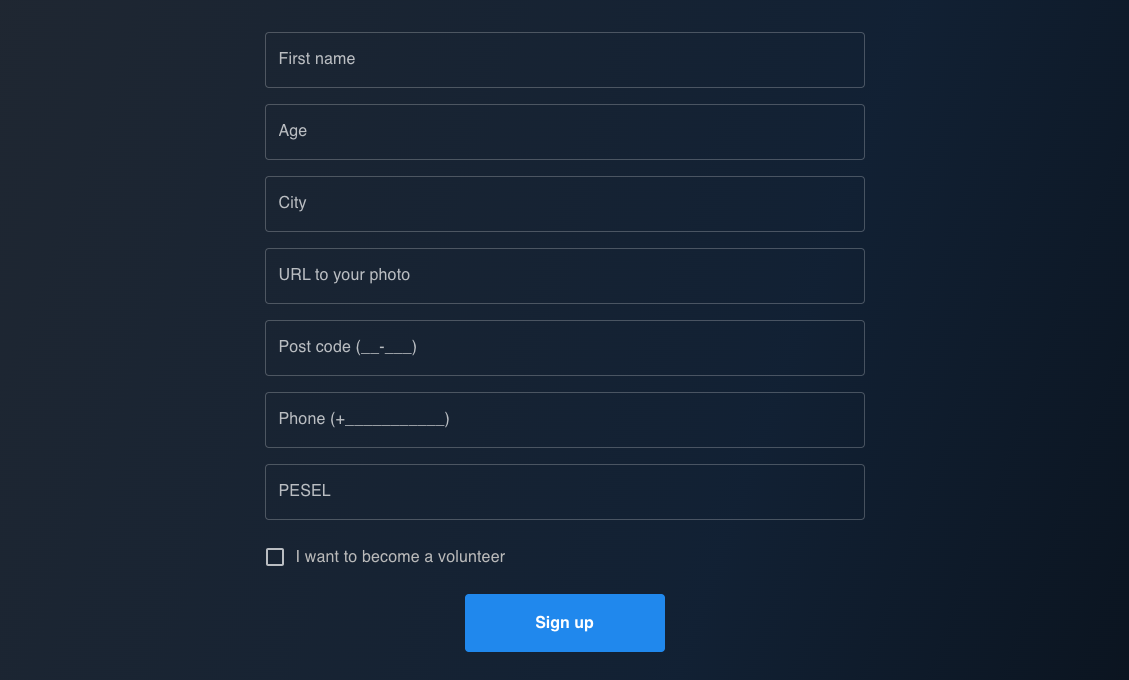 First name
Age
City
URL to your photo
Post code (__-___)
Phone (+___________)
PESEL
I want to become a volunteer
Sign up